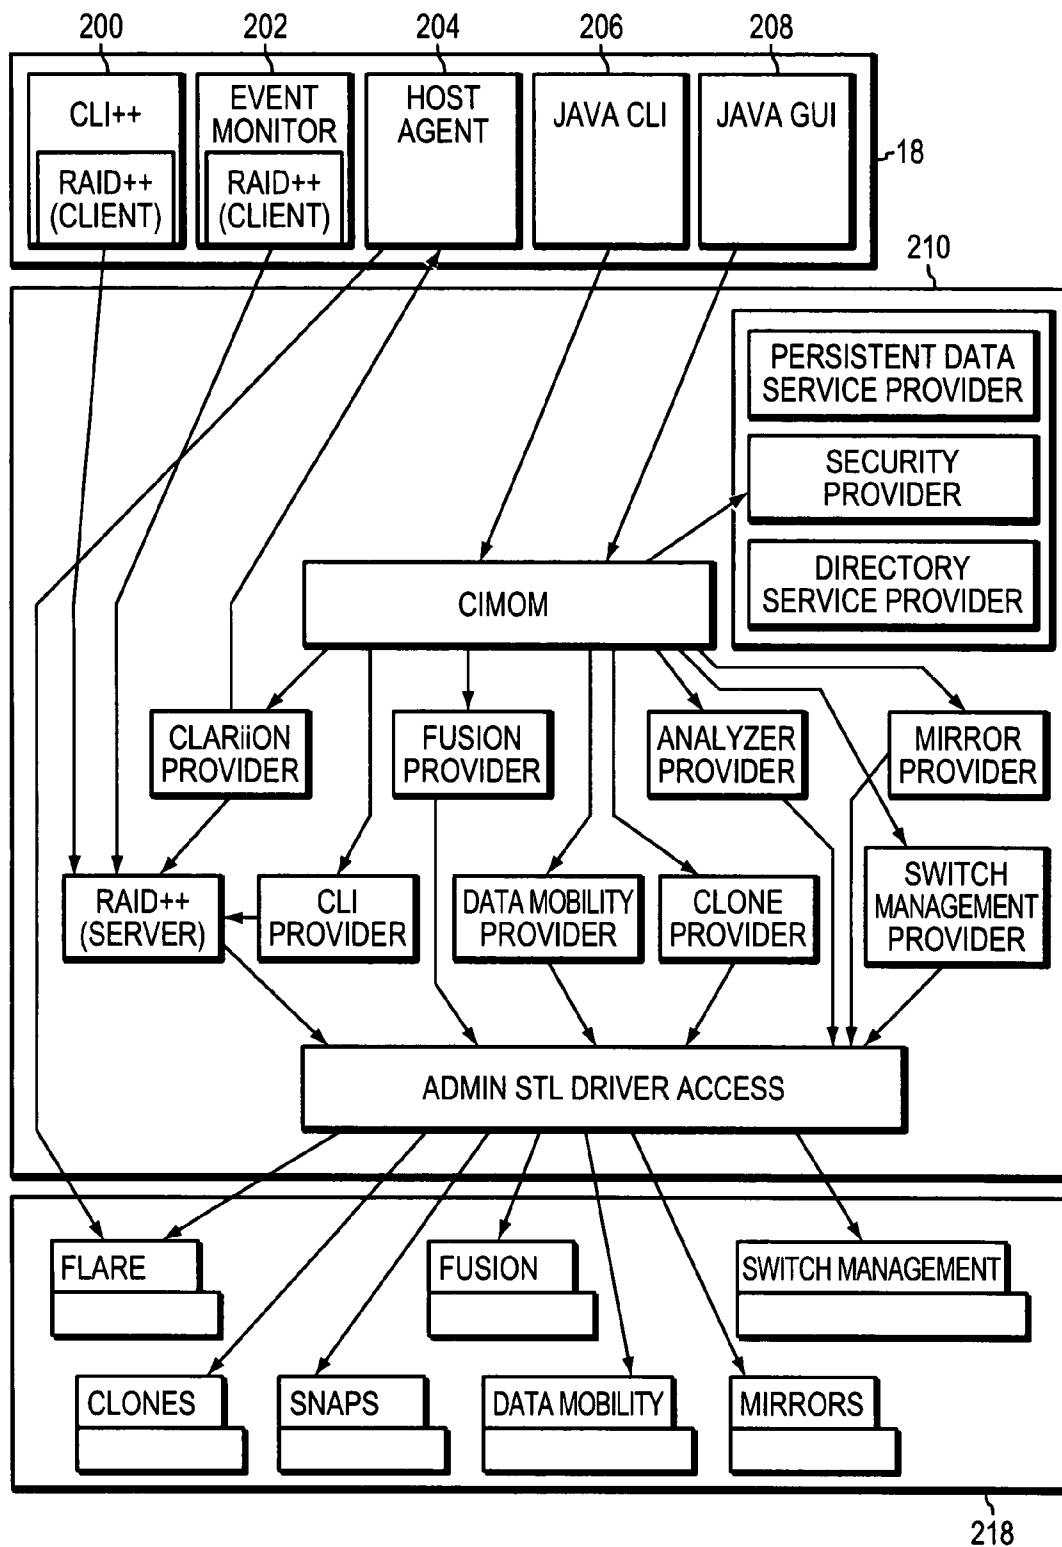 200
202
204
206
208
CLI++
RAID++
(CLIENT)
EVENT
MONITOR
RAID++
(CLIENT)
HOST
AGENT
JAVA CLI
JAVA GUI
18
210
PERSISTENT DATA
SERVICE PROVIDER
SECURITY
PROVIDER
DIRECTORY
SERVICE PROVIDER
CIMOM
CLARiiON
PROVIDER
FUSION
PROVIDER
ANALYZER
PROVIDER
MIRROR
PROVIDER
RAID++
(SERVER)
CLI
PROVIDER
DATA MOBILITY
PROVIDER
CLONE
PROVIDER
SWITCH
MANAGEMENT
PROVIDER
ADMIN STL DRIVER ACCESS
FLARE
FUSION
SWITCH MANAGEMENT
CLONES
SNAPS
DATA MOBILITY
MIRRORS
218